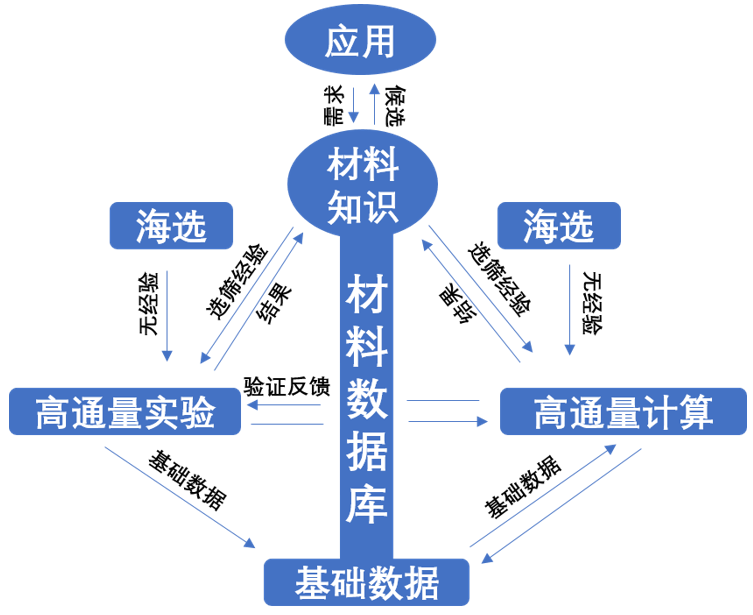 应用
需求
候选
材料
知识
海选
海选
无经验
选筛经验
结果
选筛经验
结果
无经验
材料数据库
验证反馈
高通量实验
高通量计算
基础数据
基础数据
基础数据